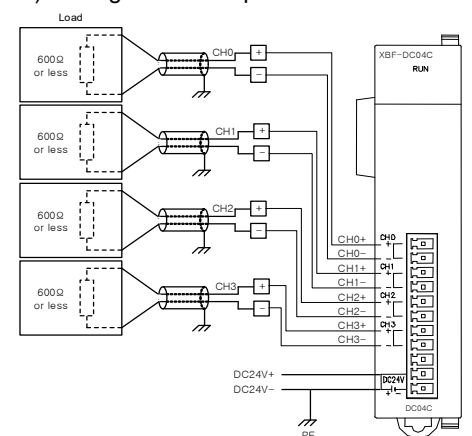 Load
600Ω
or less
CH0
+
−
600Ω
or less
CH1
+
−
600Ω
or less
CH2
+
−
600Ω
or less
CH3
+
−
XBF-DC04C
RUN
CH0+
CH0−
CH1+
CH1−
CH2+
CH2−
CH3+
CH3−
DC24V+
DC24V−
CH0
+
−
CH1
+
−
CH2
+
−
CH3
+
−
DC24V
+ −
DC04C
PE